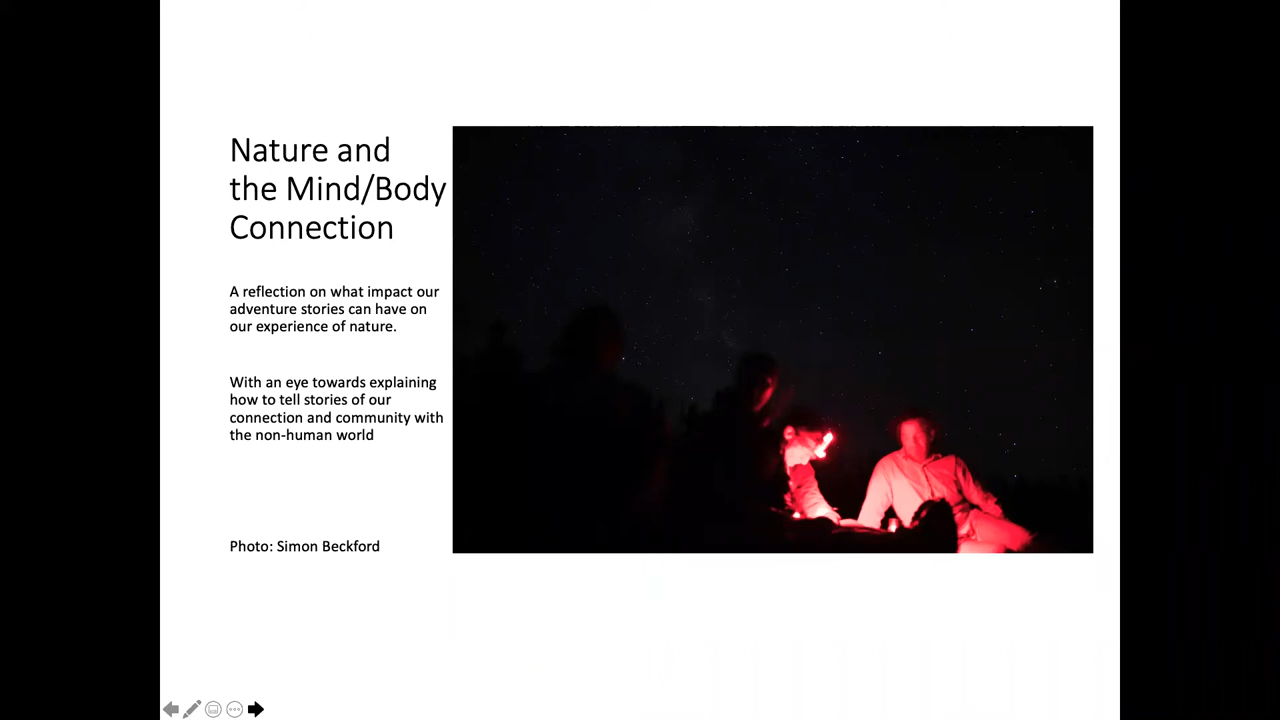 Nature and
the Mind/Body
Connection
A reflection on what impact our
adventure stories can have on
our experience of nature.
With an eye towards explaining
how to tell stories of our
connection and community with
the non-human world
Photo: Simon Beckford